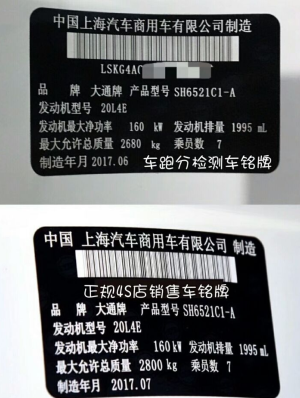 中国上海汽车商用车有限公司制造
LSKG4AC
品 牌 大通牌 产品型号 SH6521C1-A
发动机型号 20L4E
发动机最大净功率 160 kW 发动机排量 1995 mL
最大允许总质量 2680 kg 乘员数 7
制造年月 2017.06 车跑分检测车铭牌
中国 上海汽车商用车有限公司 制造
正规4S店销售车铭牌
品 牌 大通牌 产品型号 SH6521C1-A
发动机型号 20L4E
发动机最大净功率 160 kW 发动机排量 1995 mL
最大允许总质量 2800 kg 乘员数 7
制造年月 2017.07